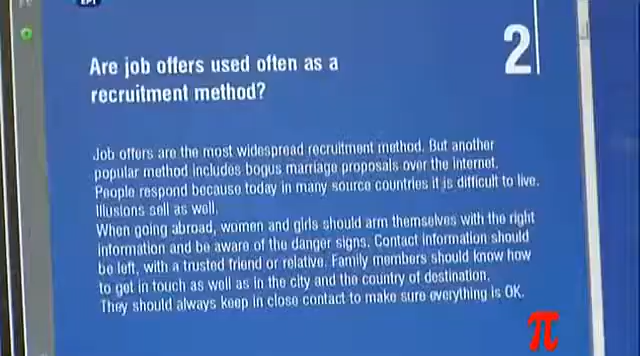 ΕΡΤ
2
Are job offers used often as a
recruitment method?
Job offers are the most widespread recruitment method. But another
popular method includes bogus marriage proposals over the internet.
People respond because today in many source countries it is difficult to live.
Illusions sell as well.
When going abroad, women and girls should arm themselves with the right
information and be aware of the danger signs. Contact information should
be left, with a trusted friend or relative. Family members should know how
to get in touch as well as in the city and the country of destination.
They should always keep in close contact to make sure everything is OK.
π